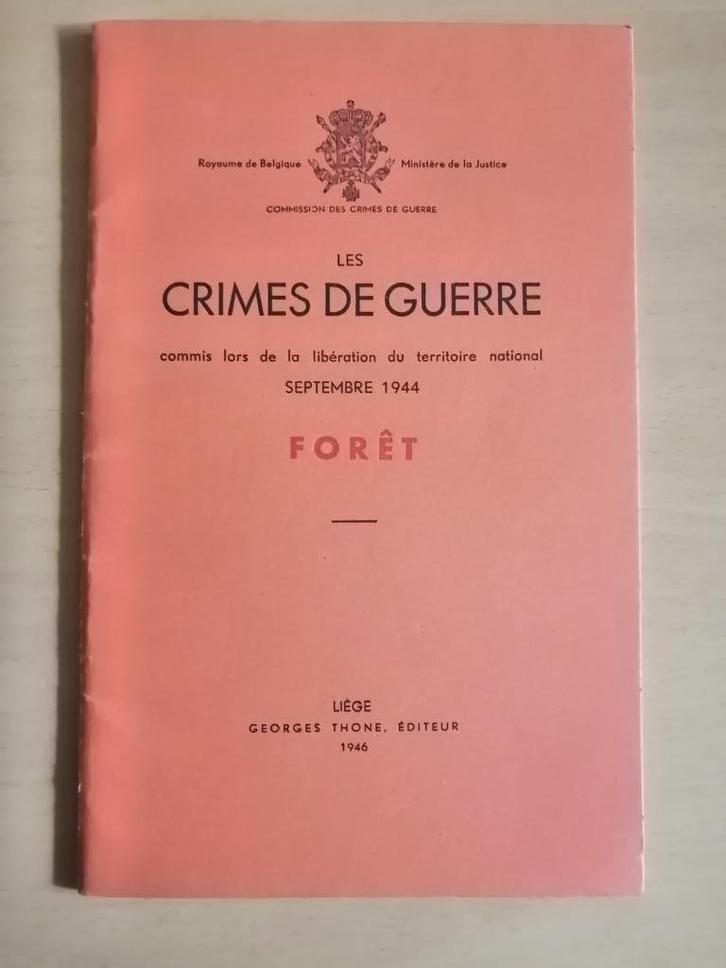 Royaume de Belgique Ministère de la Justice
COMMISSION DES CRIMES DE GUERRE
LES
CRIMES DE GUERRE
commis lors de la libération du territoire national
SEPTEMBRE 1944
FORÊT
LIÈGE
GEORGES THONE, ÉDITEUR
1946